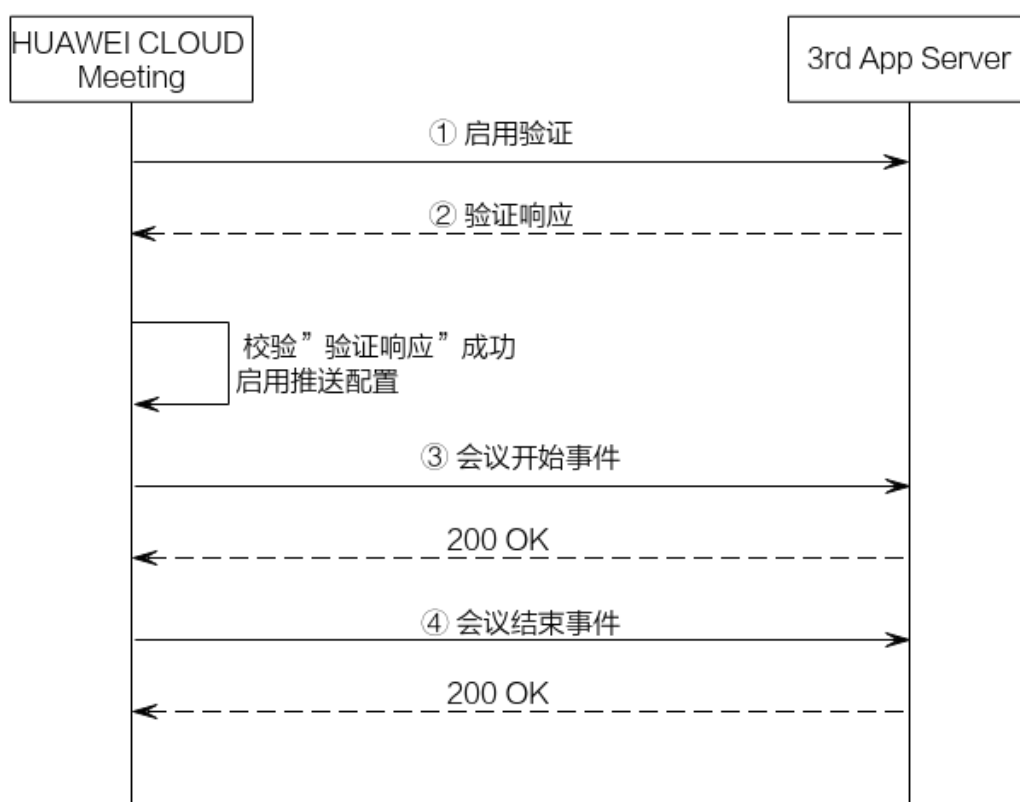 HUAWEI CLOUD
Meeting
3rd App Server
① 启用验证
② 验证响应
校验”验证响应”成功
启用推送配置
③ 会议开始事件
200 OK
④ 会议结束事件
200 OK